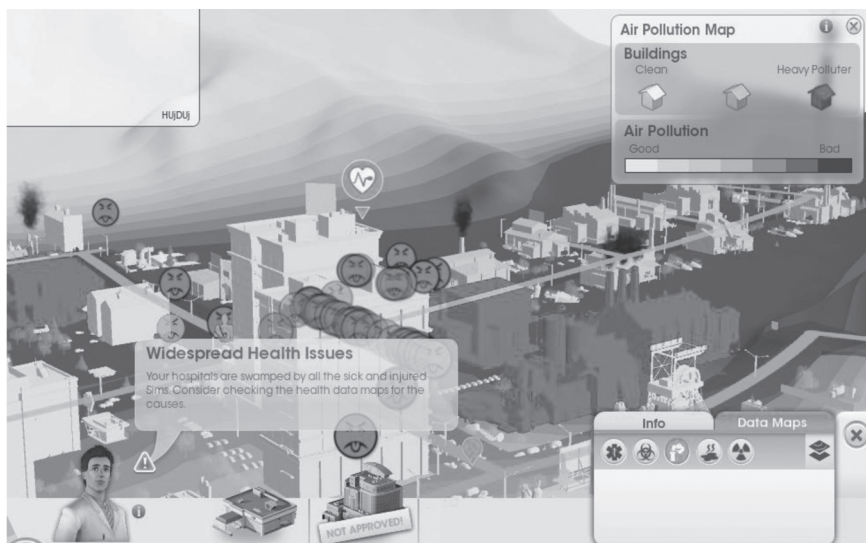 HUjDUj
Air Pollution Map
Buildings
Clean
Heavy Polluter
Air Pollution
Good
Bad
Widespread Health Issues
Your hospitals are swamped by all the sick and injured
Sims. Consider checking the health data maps for the
causes.
Info
Data Maps
NOT APPROVED!